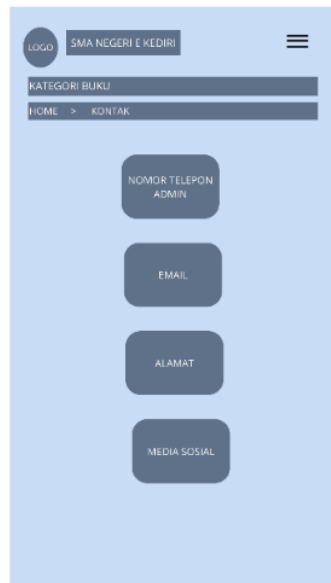 LOGO
SMA NEGERI E KEDIRI
KATEGORI BUKU
HOME > KONTAK
NOMOR TELEPON
ADMIN
EMAIL
ALAMAT
MEDIA SOSIAL